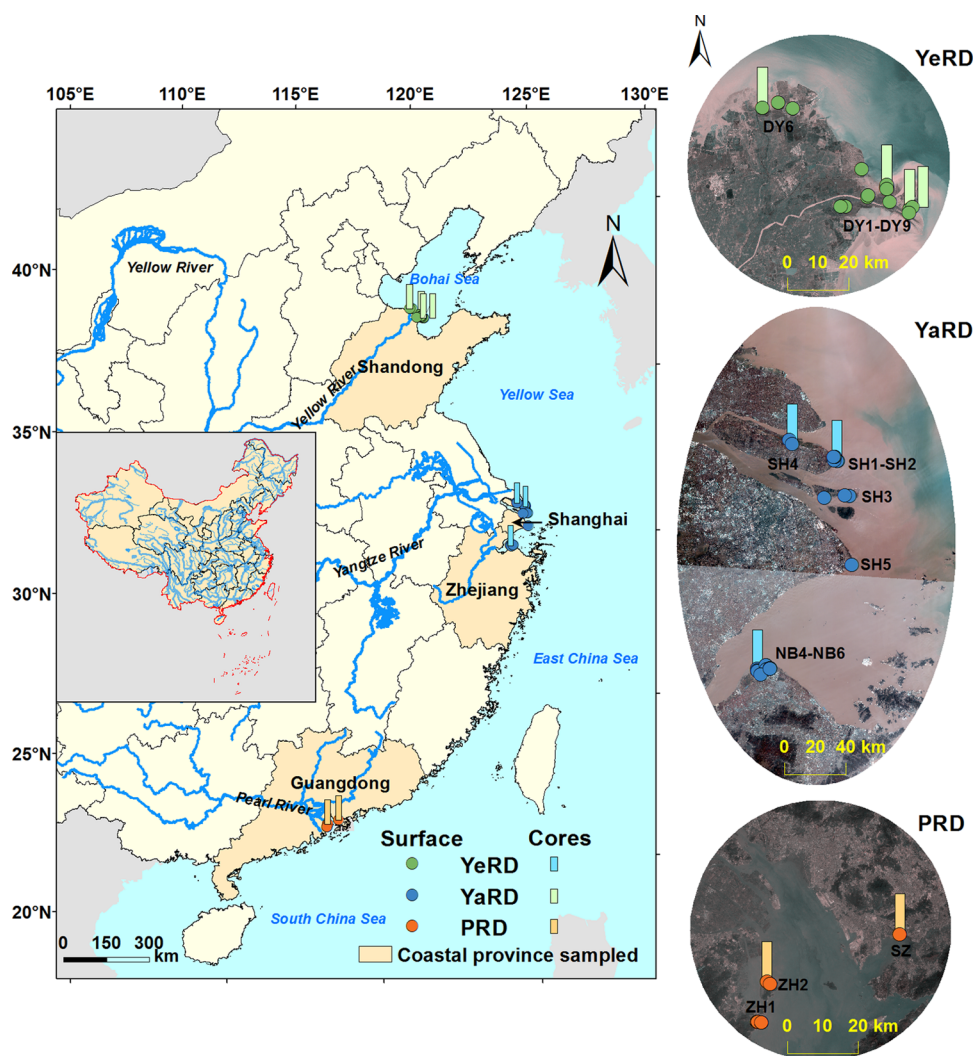 105°E 110°E 115°E 120°E 125°E 130°E
40°N
35°N
30°N
25°N
20°N
N
Yellow River
Bohai Sea
Shandong
Yellow River
Yellow Sea
Shanghai
Yangtze River
Zhejiang
East China Sea
Guangdong
Pearl River
South China Sea
Surface Cores
YeRD
YaRD
PRD
Coastal province sampled
0 150 300
km
N
YeRD
DY6
DY1-DY9
0 10 20 km
YaRD
SH4 SH1-SH2
SH3
SH5
NB4-NB6
0 20 40 km
PRD
SZ
ZH2
ZH1
0 10 20 km